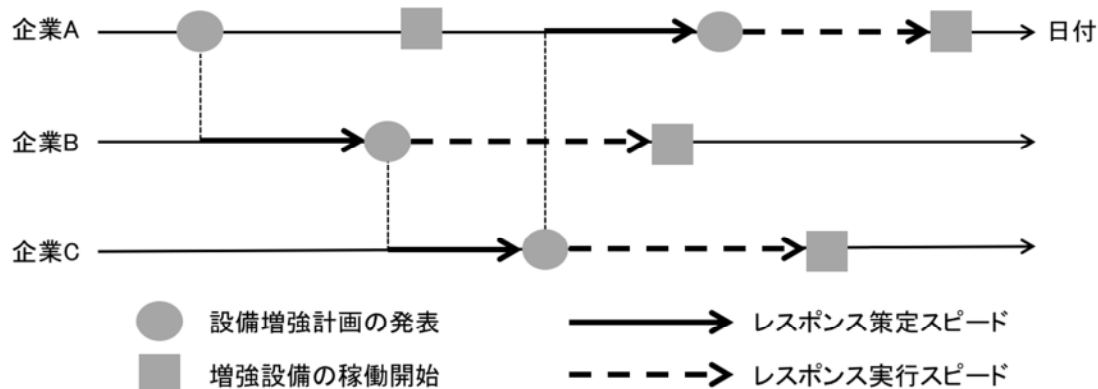 企業A
日付
企業B
企業C
設備増強計画の発表
レスポンス策定スピード
増強設備の稼働開始
レスポンス実行スピード